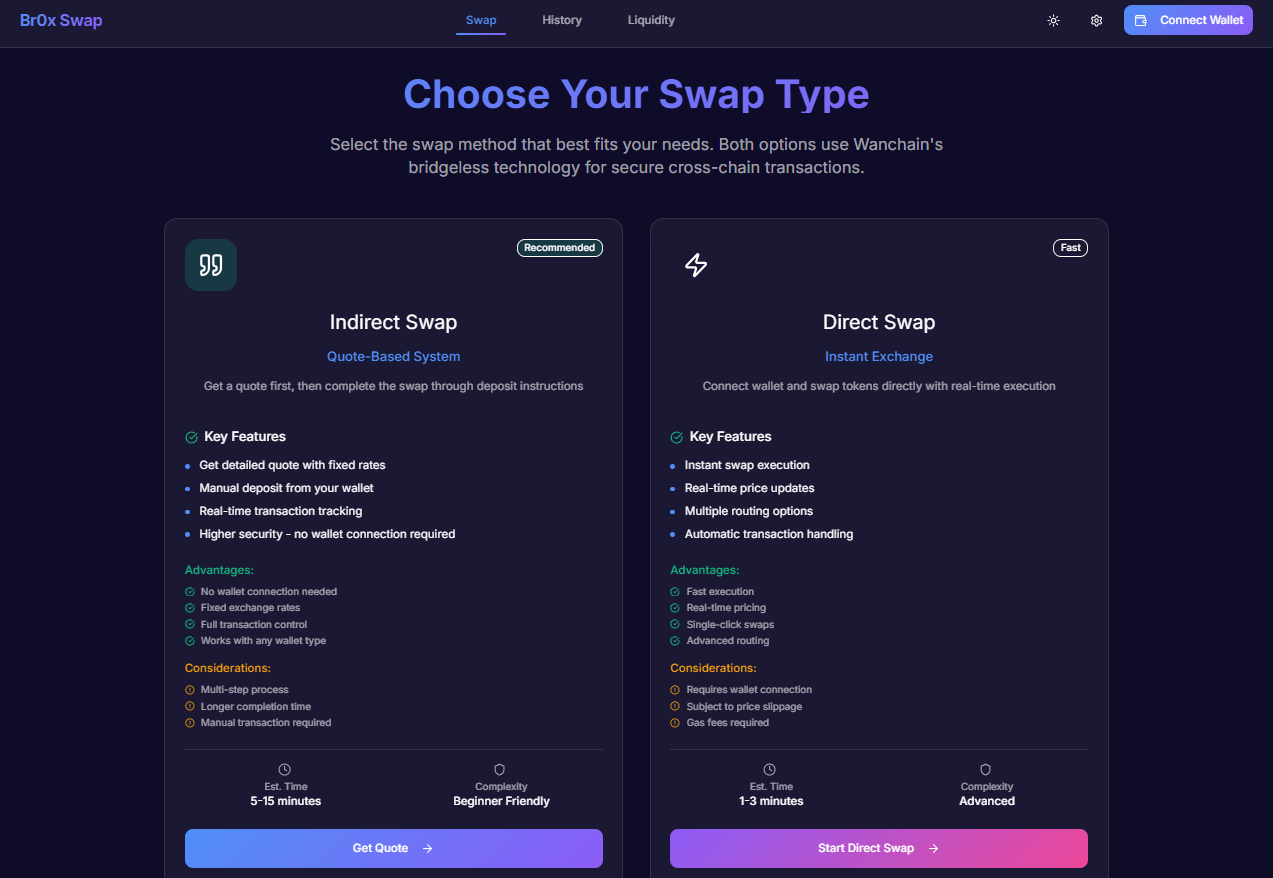 Br0x Swap
Swap
History
Liquidity
Connect Wallet
Choose Your Swap Type
Select the swap method that best fits your needs. Both options use Wanchain's
bridgeless technology for secure cross-chain transactions.
Recommended
Indirect Swap
Quote-Based System
Get a quote first, then complete the swap through deposit instructions
Key Features
Get detailed quote with fixed rates
Manual deposit from your wallet
Real-time transaction tracking
Higher security - no wallet connection required
Advantages:
No wallet connection needed
Fixed exchange rates
Full transaction control
Works with any wallet type
Considerations:
Multi-step process
Longer completion time
Manual transaction required
Est. Time
5-15 minutes
Complexity
Beginner Friendly
Get Quote
Fast
Direct Swap
Instant Exchange
Connect wallet and swap tokens directly with real-time execution
Key Features
Instant swap execution
Real-time price updates
Multiple routing options
Automatic transaction handling
Advantages:
Fast execution
Real-time pricing
Single-click swaps
Advanced routing
Considerations:
Requires wallet connection
Subject to price slippage
Gas fees required
Est. Time
1-3 minutes
Complexity
Advanced
Start Direct Swap